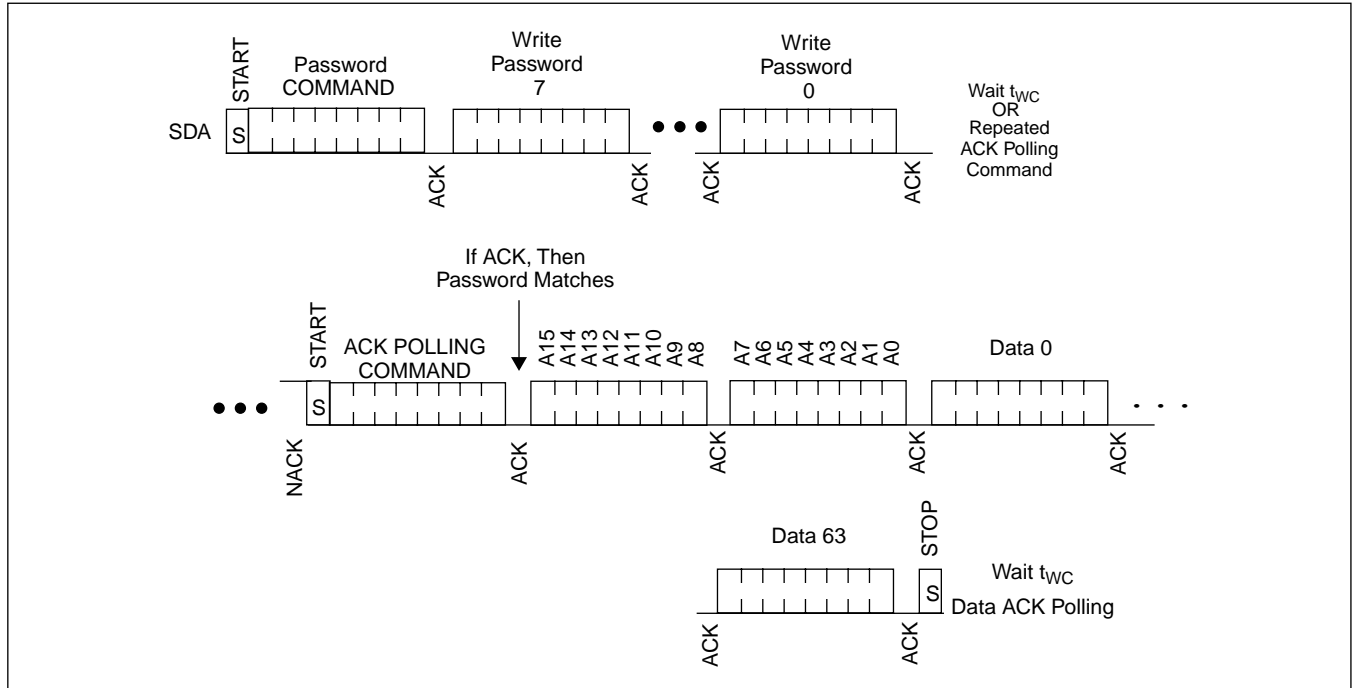 START
Password
COMMAND
Write
Password
7
Write
Password
0
SDA
S
Wait tWC
OR
Repeated
ACK Polling
Command
ACK
ACK
ACK
ACK
If ACK, Then
Password Matches
START
ACK POLLING
COMMAND
A15
A14
A13
A12
A11
A10
A9
A8
A7
A6
A5
A4
A3
A2
A1
A0
Data 0
S
NACK
ACK
ACK
ACK
ACK
Data 63
STOP
S
Wait tWC
Data ACK Polling
ACK
ACK